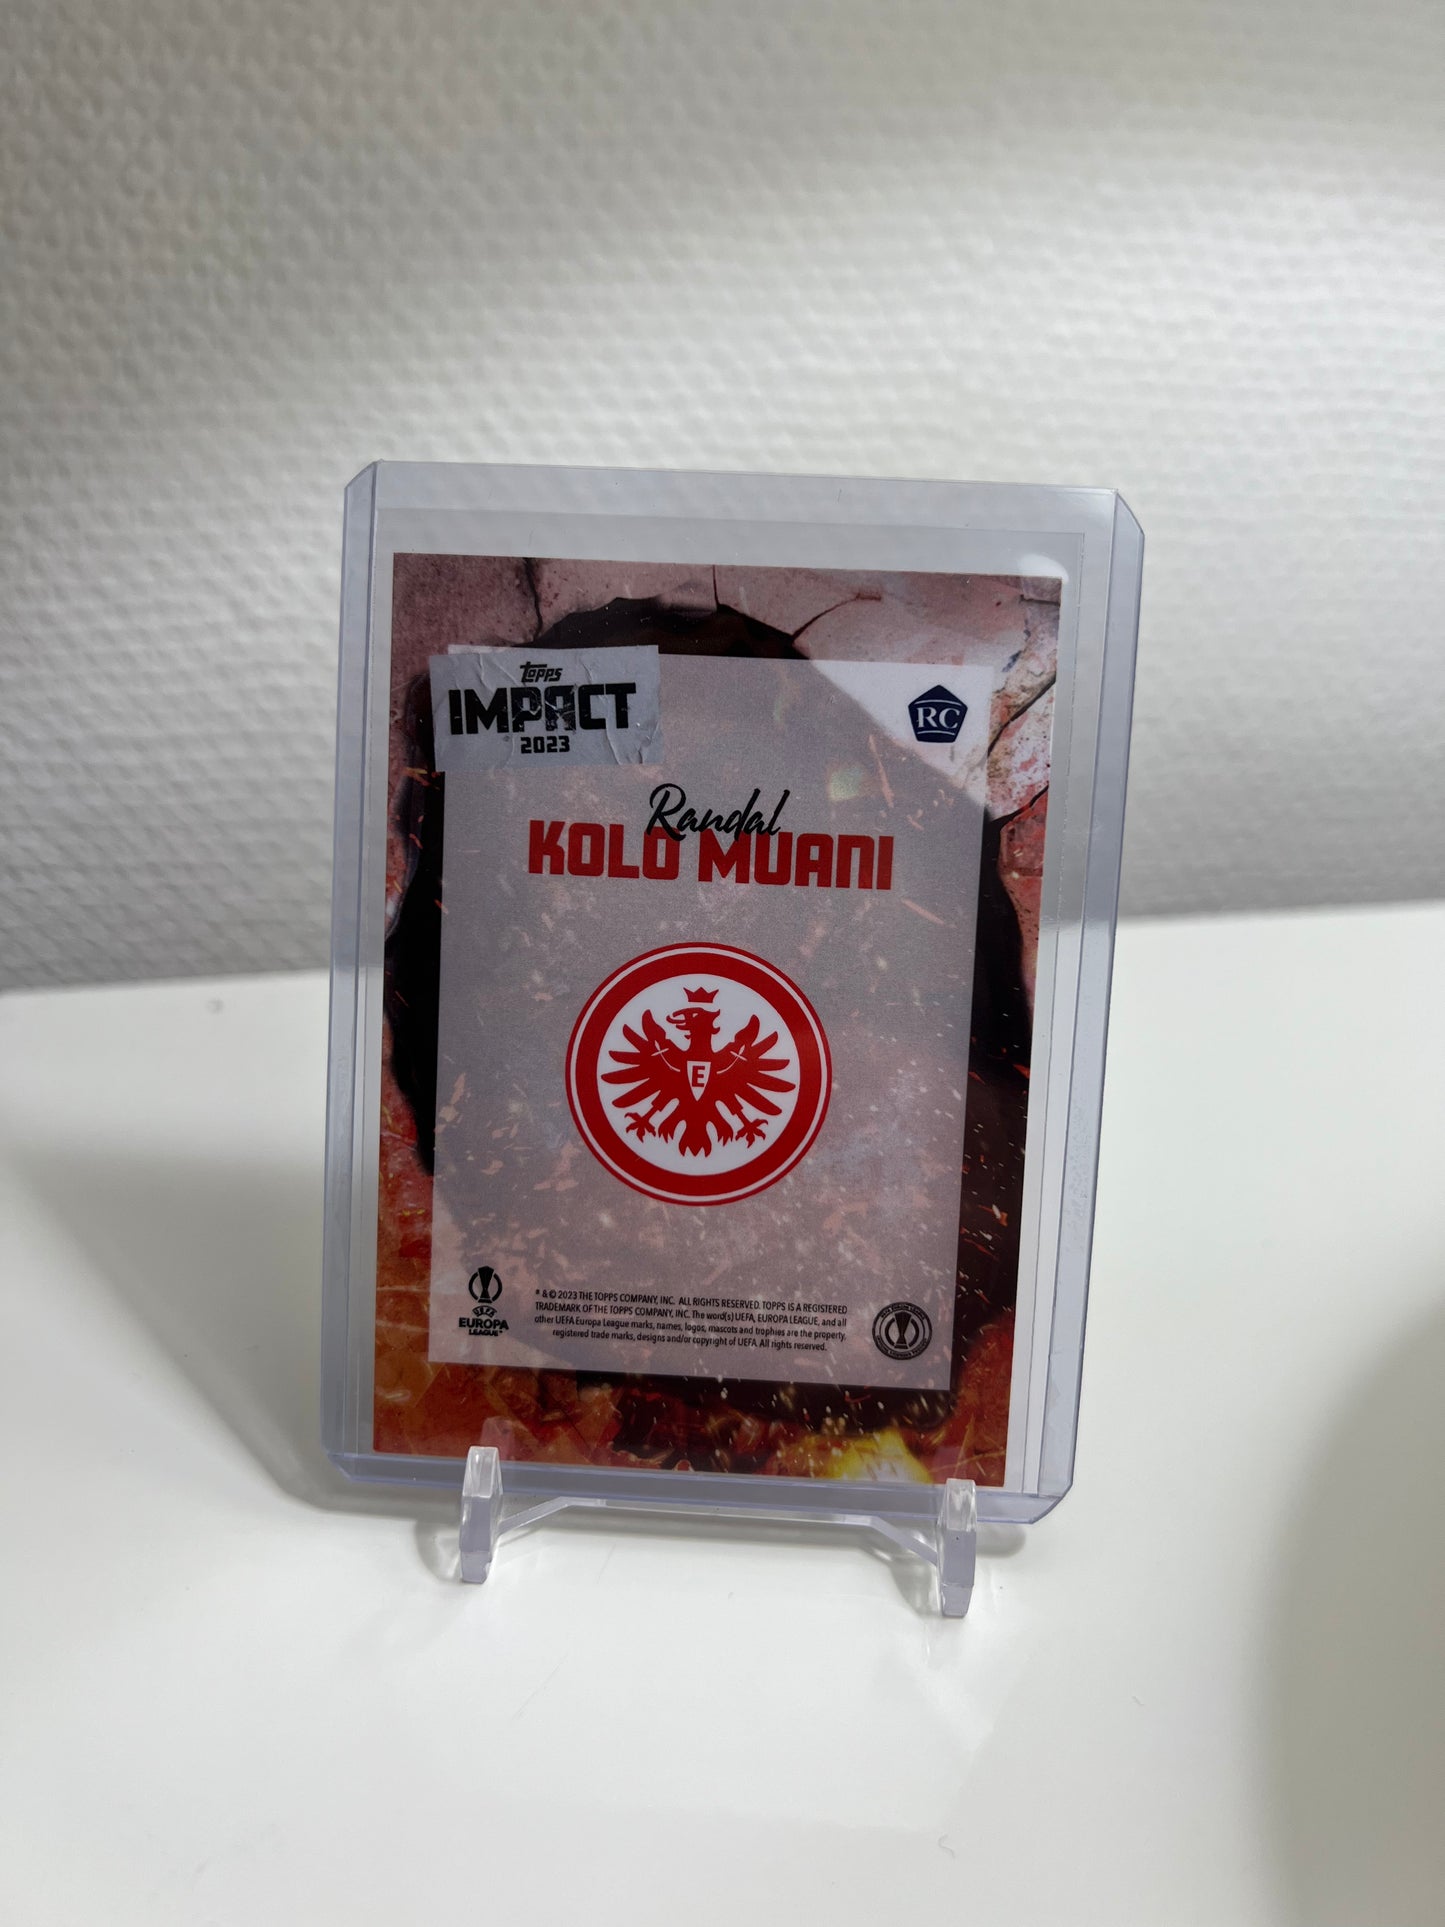 topps
IMPACT
2023
RC
Randal
KOLO MUANI
E
® & © 2023 THE TOPPS COMPANY, INC. ALL RIGHTS RESERVED. TOPPS IS A REGISTERED
TRADEMARK OF THE TOPPS COMPANY, INC. The word(s) UEFA, EUROPA LEAGUE, and all
other UEFA Europa League marks, names, logos, mascots and trophies are the property,
registered trade marks, designs and/or copyright of UEFA. All rights reserved.
UEFA
EUROPA
LEAGUE™